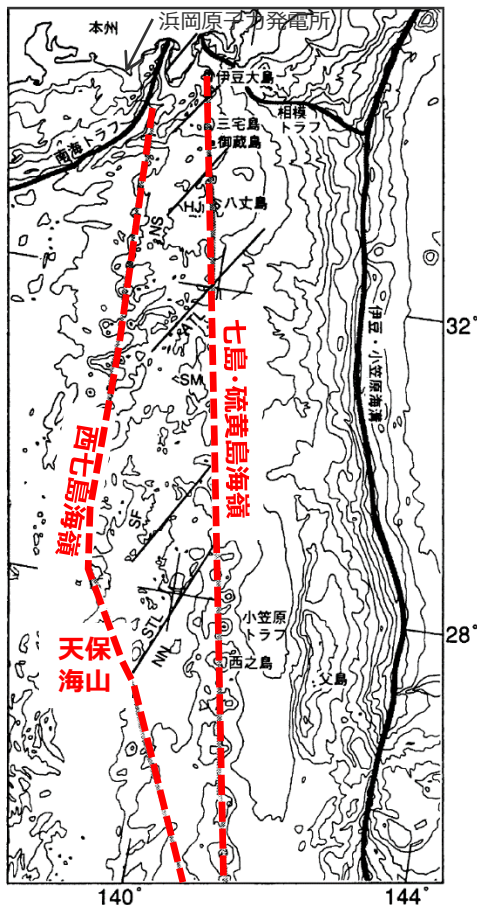 本州
浜岡原子力発電所
伊豆大島
相模
トラフ
三宅島
御蔵島
南海トラフ
HJ
八丈島
NS
32°
ATL
伊豆・小笠原海溝
SM
七島・硫黄島海嶺
西七島海嶺
SF
28°
小笠原
トラフ
STL
NNL
天保
海山
西之島
父島
140°
144°